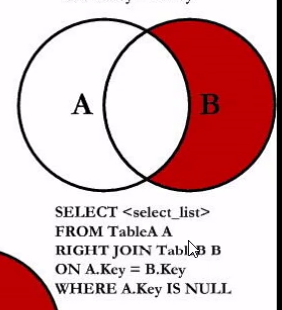 A B
SELECT <select_list>
FROM TableA A
RIGHT JOIN TableB B
ON A.Key = B.Key
WHERE A.Key IS NULL